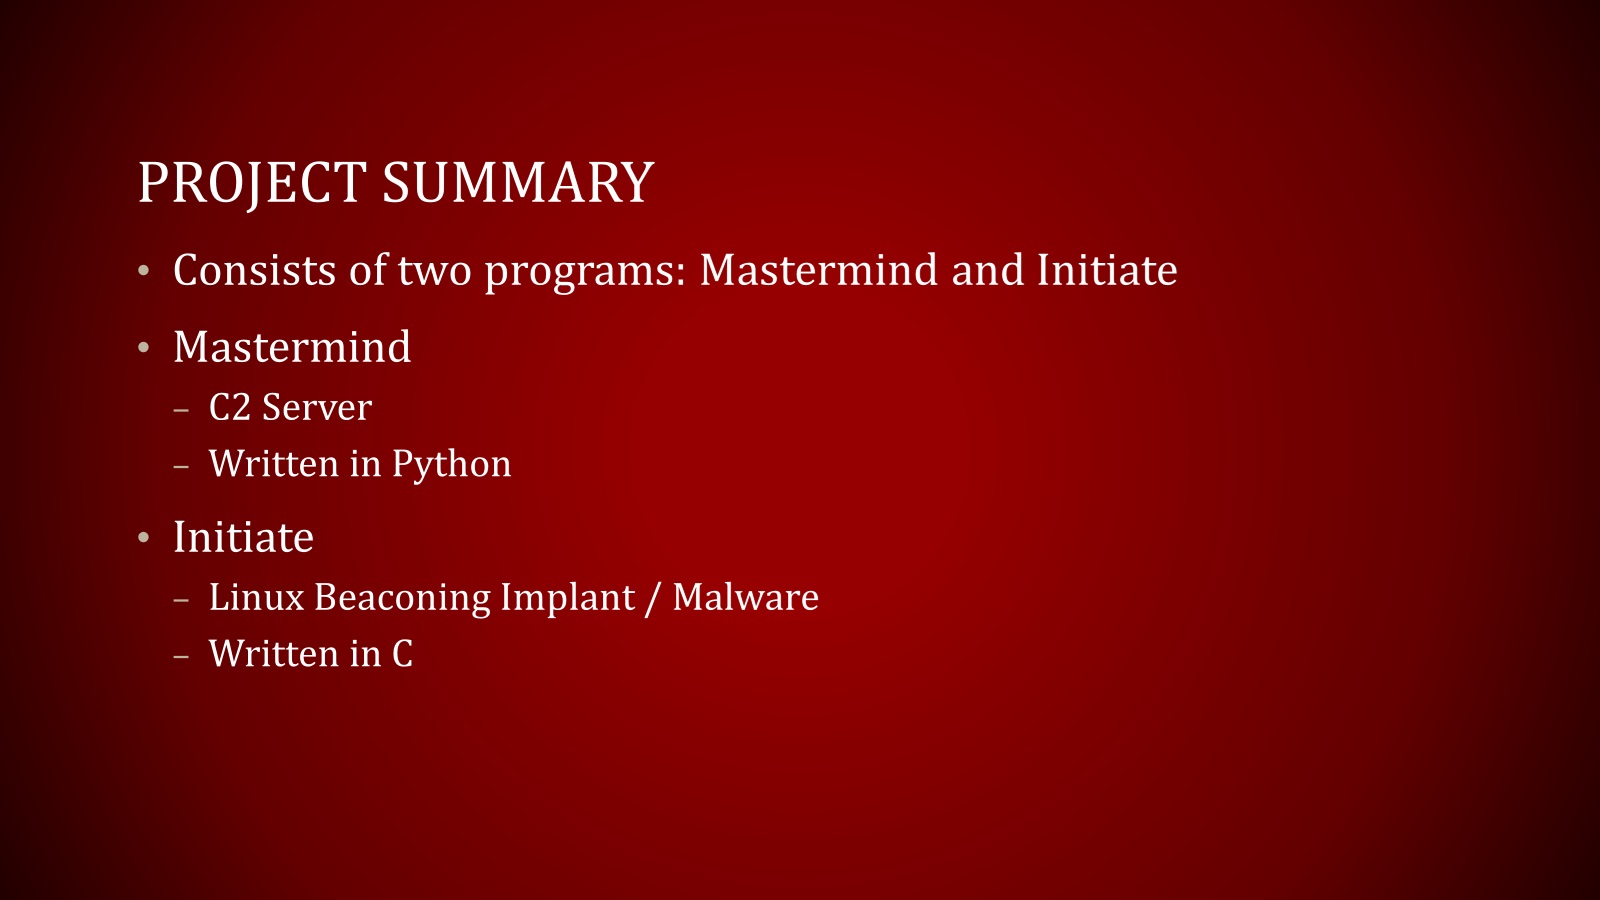 PROJECT SUMMARY
• Consists of two programs: Mastermind and Initiate
• Mastermind
– C2 Server
– Written in Python
• Initiate
– Linux Beaconing Implant / Malware
– Written in C